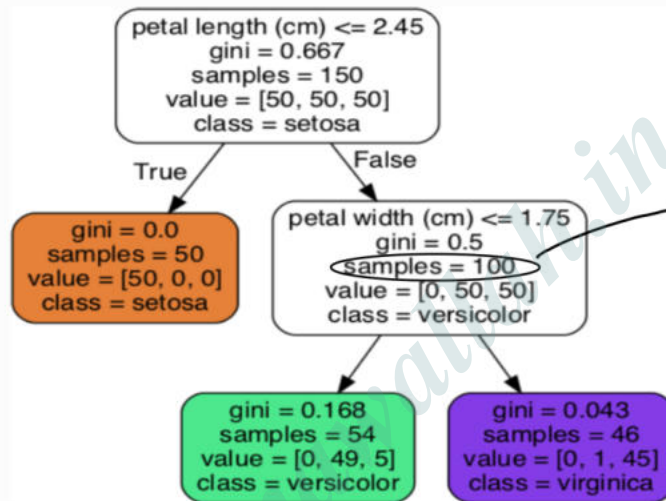 petal length (cm) <= 2.45
gini = 0.667
samples = 150
value = [50, 50, 50]
class = setosa
True
False
gini = 0.0
samples = 50
value = [50, 0, 0]
class = setosa
petal width (cm) <= 1.75
gini = 0.5
samples = 100
value = [0, 50, 50]
class = versicolor
gini = 0.168
samples = 54
value = [0, 49, 5]
class = versicolor
gini = 0.043
samples = 46
value = [0, 1, 45]
class = virginica